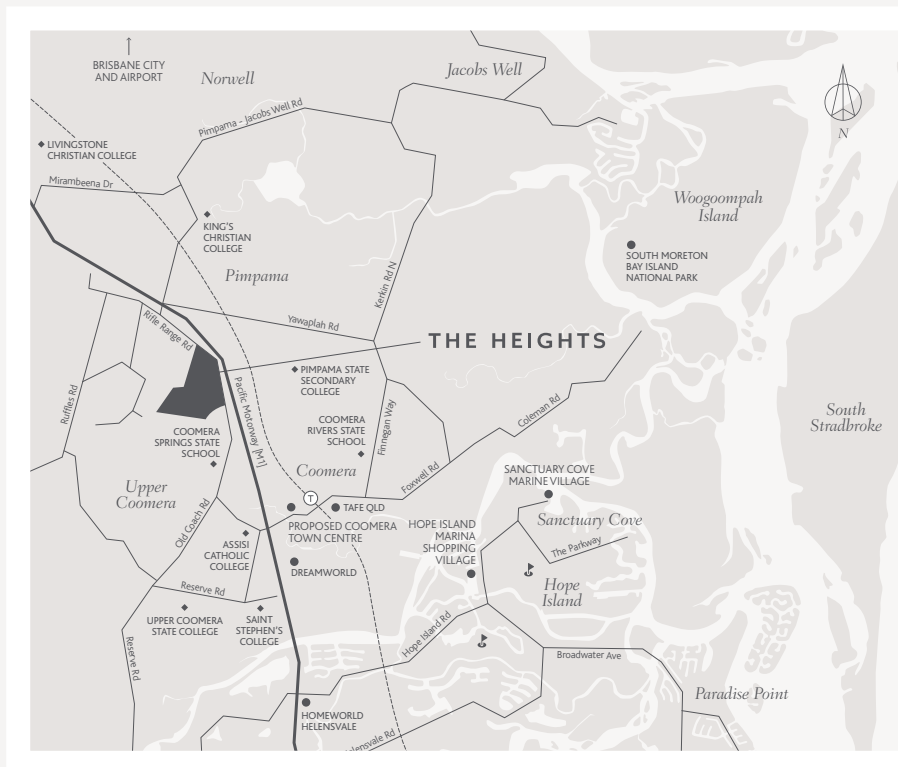 BRISBANE CITY
AND AIRPORT
Norwell
Jacobs Well
Pimpama - Jacobs Well Rd
N
LIVINGSTONE
CHRISTIAN COLLEGE
Mirambeena Dr
Woogoompah
Island
KING'S
CHRISTIAN
COLLEGE
SOUTH MORETON
BAY ISLAND
NATIONAL PARK
Pimpama
Kerkin Rd N
Rifle Range Rd
Yawaplah Rd
THE HEIGHTS
PIMPAMA STATE
SECONDARY
COLLEGE
Ruffles Rd
Pacific Motorway [M1]
Finnegan Way
Coleman Rd
South
Stradbroke
COOMERA
RIVERS STATE
SCHOOL
COOMERA
SPRINGS STATE
SCHOOL
Coomera
Foxwell Rd
SANCTUARY COVE
MARINE VILLAGE
Upper
Coomera
T
TAFE QLD
Old Coach Rd
PROPOSED COOMERA
TOWN CENTRE
HOPE ISLAND
MARINA
SHOPPING
VILLAGE
Sanctuary Cove
The Parkway
ASSISI
CATHOLIC
COLLEGE
DREAMWORLD
Hope
Island
Reserve Rd
UPPER COOMERA
STATE COLLEGE
SAINT
STEPHEN'S
COLLEGE
Hope Island Rd
Reserve Rd
Broadwater Ave
Paradise Point
HOMEWORLD
HELENSVALE
elensvale Rd